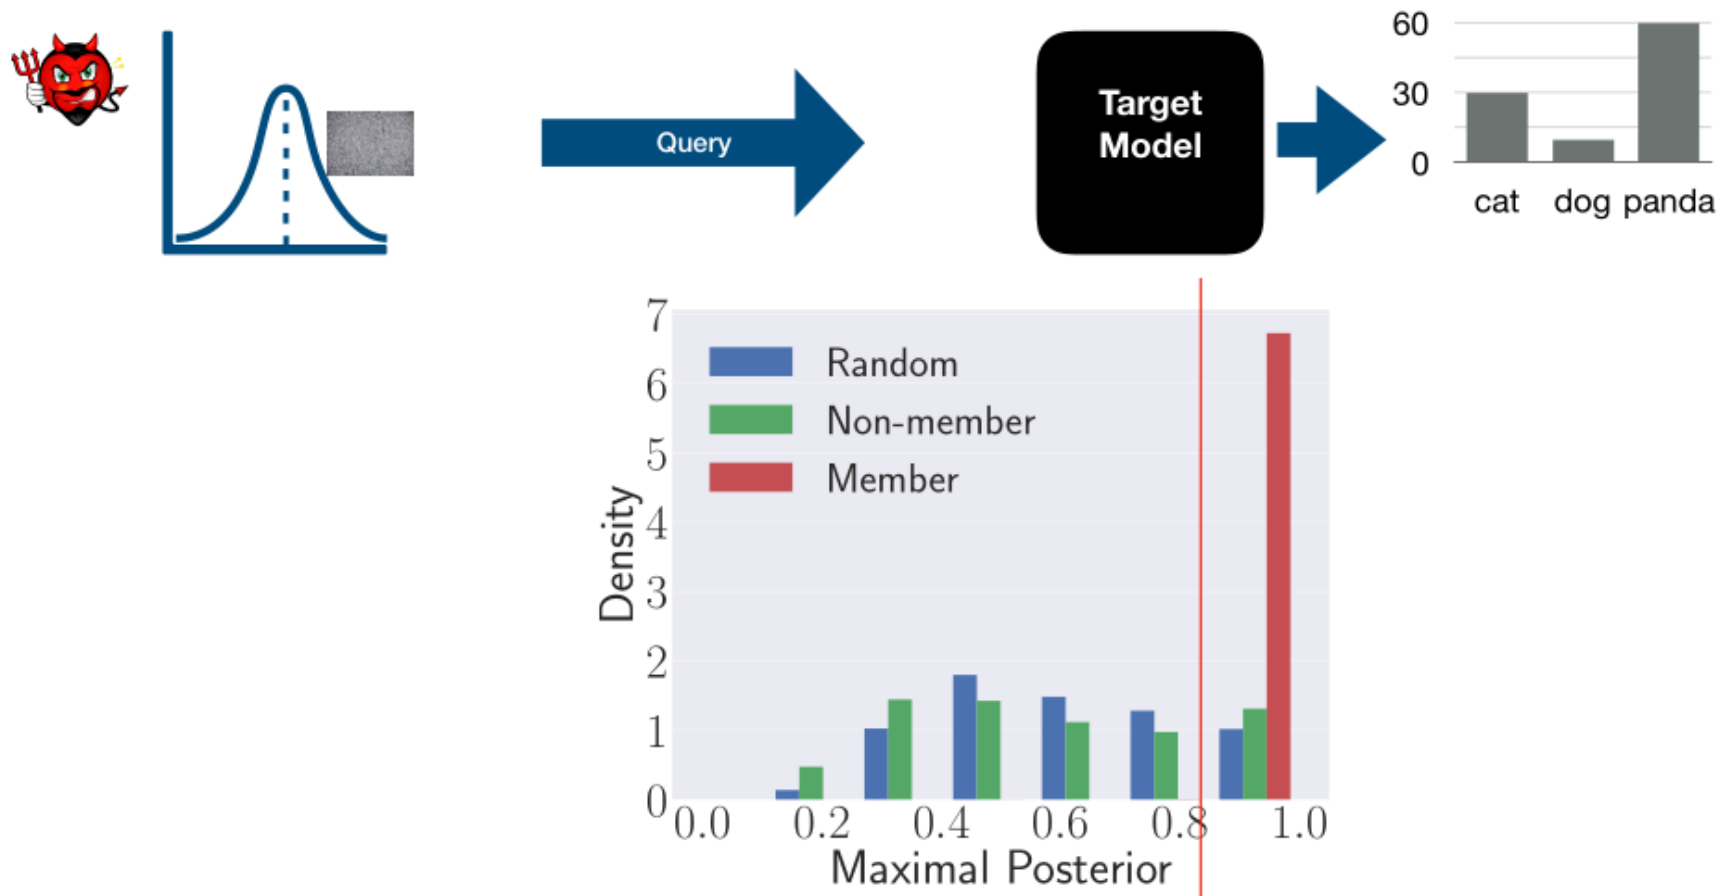 Query
Target
Model
60
30
0
cat dog panda
7
6
5
4
3
2
1
0
Density
Random
Non-member
Member
0.0 0.2 0.4 0.6 0.8 1.0
Maximal Posterior